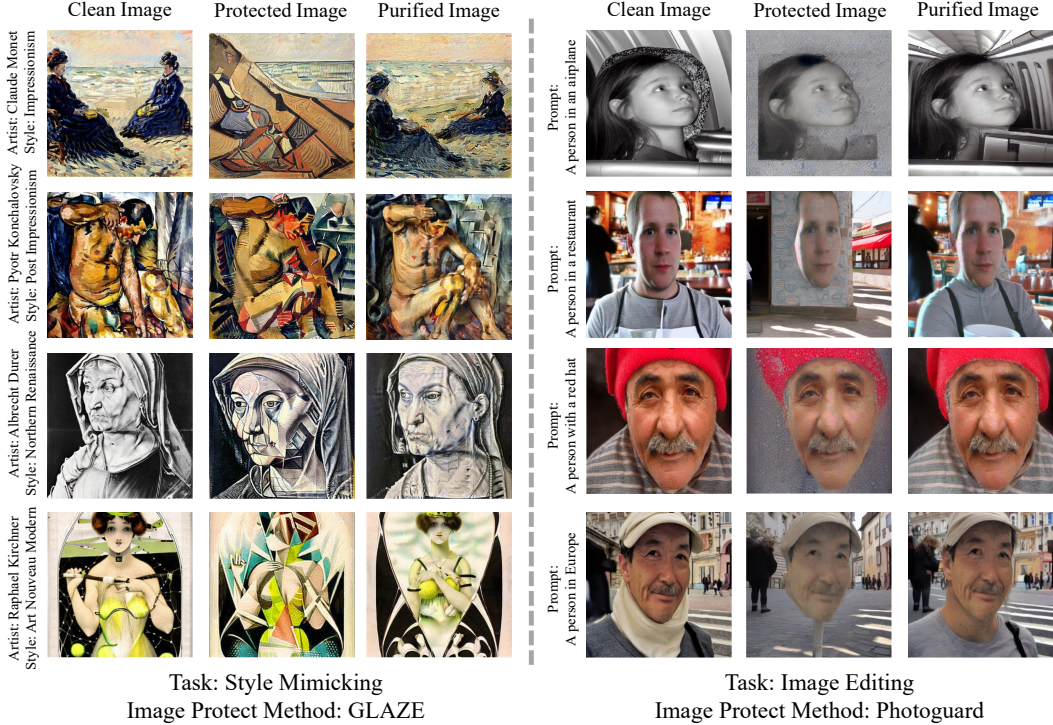 Clean Image
Protected Image
Purified Image
Artist: Claude Monet
Style: Impressionism
Artist: Pyotr Konchalovsky
Style: Post Impressionism
Artist: Albrecht Durer
Style: Northern Renaissance
Artist: Raphael Kirchner
Style: Art Nouveau Modern
Task: Style Mimicking
Image Protect Method: GLAZE
Clean Image
Protected Image
Purified Image
Prompt:
A person in an airplane
Prompt:
A person in a restaurant
Prompt:
A person with a red hat
Prompt:
A person in Europe
Task: Image Editing
Image Protect Method: Photoguard